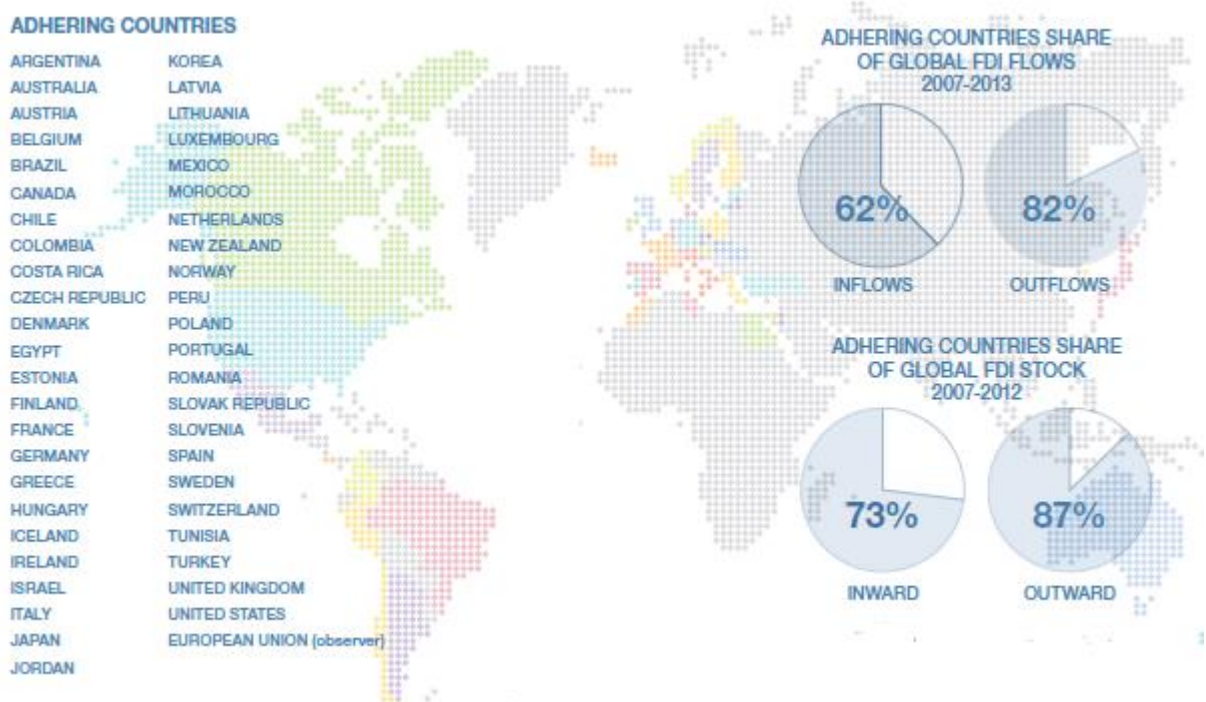 ADHERING COUNTRIES
ARGENTINA
AUSTRALIA
AUSTRIA
BELGIUM
BRAZIL
CANADA
CHILE
COLOMBIA
COSTA RICA
CZECH REPUBLIC
DENMARK
EGYPT
ESTONIA
FINLAND
FRANCE
GERMANY
GREECE
HUNGARY
ICELAND
IRELAND
ISRAEL
ITALY
JAPAN
JORDAN
KOREA
LATVIA
LITHUANIA
LUXEMBOURG
MEXICO
MOROCCO
NETHERLANDS
NEW ZEALAND
NORWAY
PERU
POLAND
PORTUGAL
ROMANIA
SLOVAK REPUBLIC
SLOVENIA
SPAIN
SWEDEN
SWITZERLAND
TUNISIA
TURKEY
UNITED KINGDOM
UNITED STATES
EUROPEAN UNION (observer)
ADHERING COUNTRIES SHARE
OF GLOBAL FDI FLOWS
2007-2013
62%
82%
INFLOWS
OUTFLOWS
ADHERING COUNTRIES SHARE
OF GLOBAL FDI STOCK
2007-2012
73%
87%
INWARD
OUTWARD